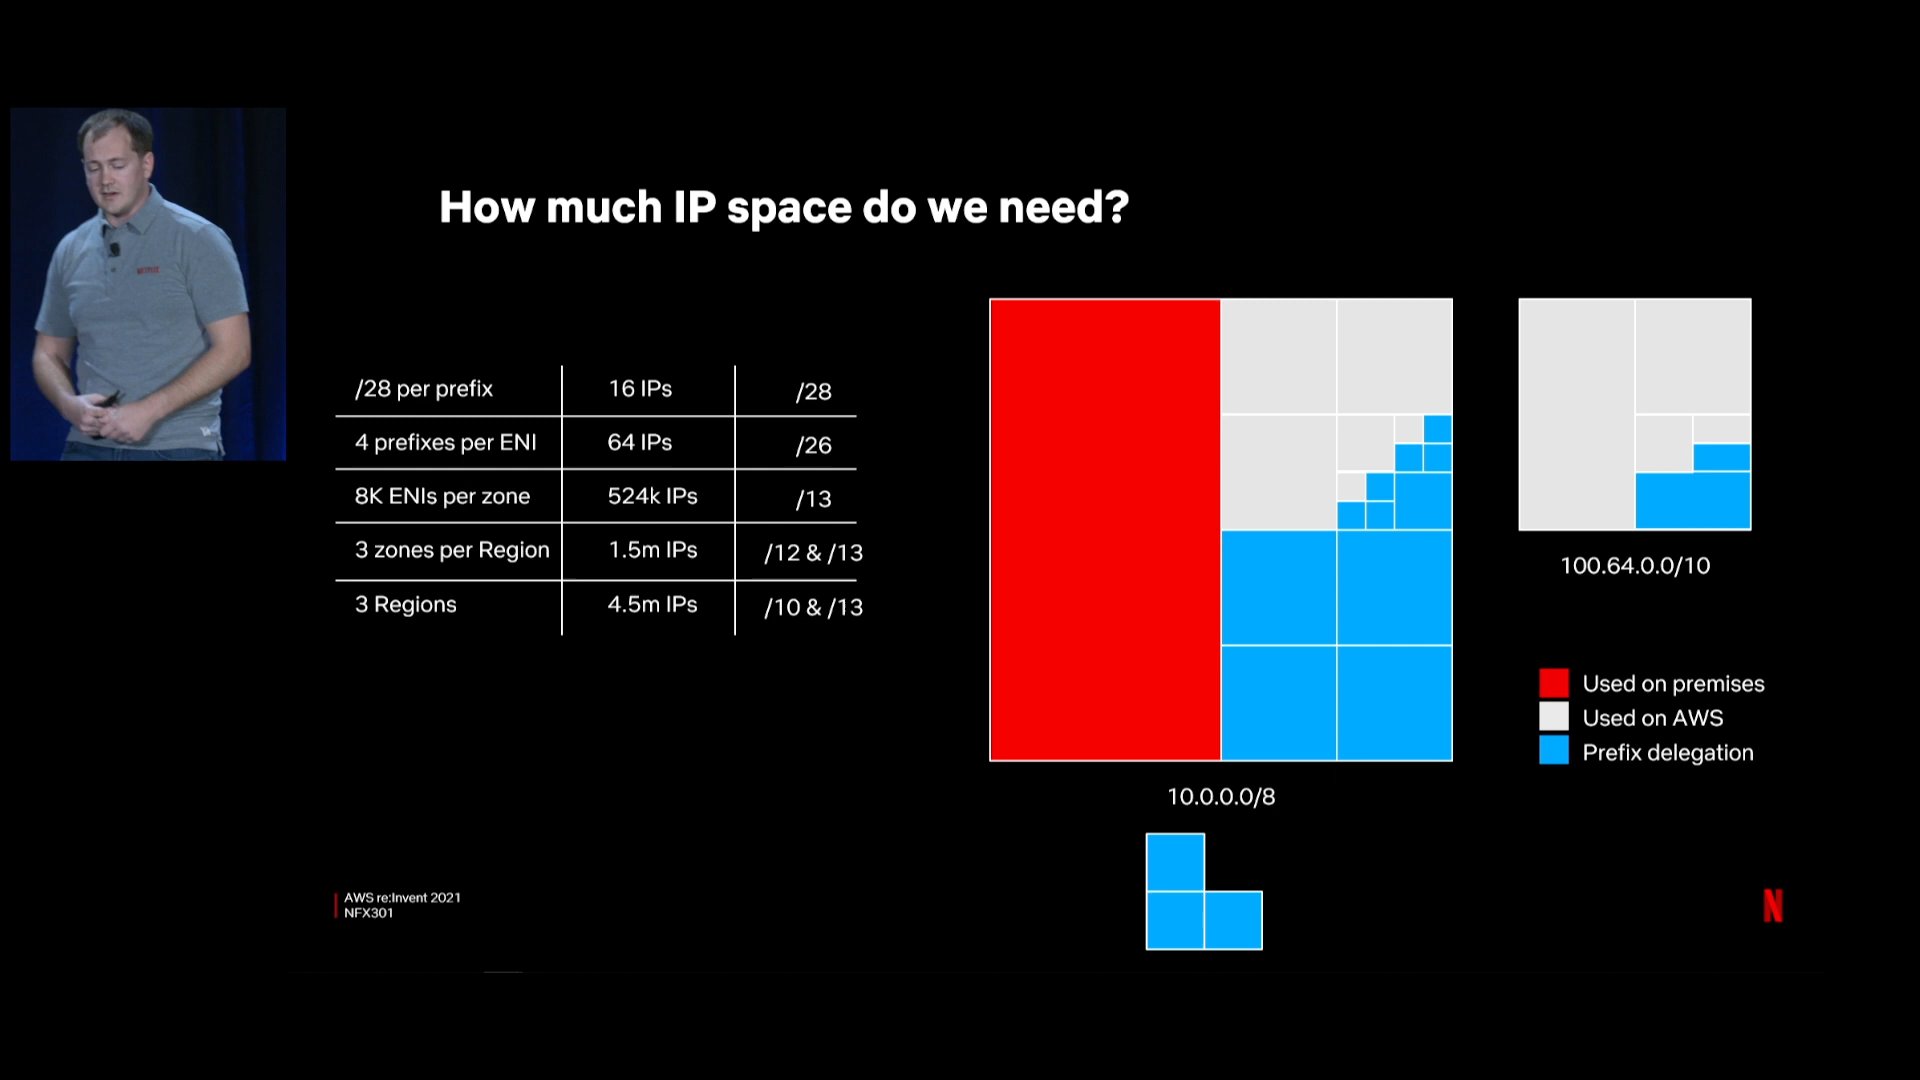 How much IP space do we need?
/28 per prefix 16 IPs /28
4 prefixes per ENI 64 IPs /26
8K ENIs per zone 524k IPs /13
3 zones per Region 1.5m IPs /12 & /13
3 Regions 4.5m IPs /10 & /13
10.0.0.0/8
100.64.0.0/10
Used on premises
Used on AWS
Prefix delegation
AWS re:Invent 2021
NFX301
N
NETFLIX